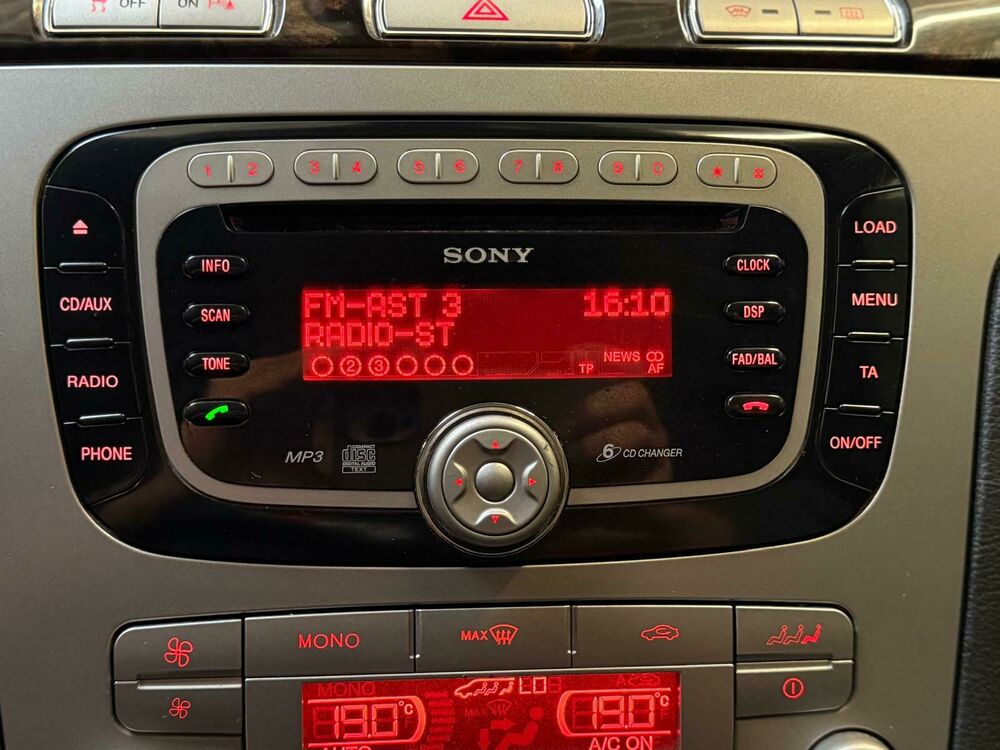 OFF ON
1 2 3 4 5 6 7 8 9 0 *
SONY
INFO
SCAN
TONE
CD/AUX
RADIO
PHONE
CLOCK
DSP
FAD/BAL
LOAD
MENU
TA
ON/OFF
FM-AST 3 16:10
RADIO-ST
2 3 NEWS
TP AF
MP3
COMPACT
disc
DIGITAL AUDIO
TEXT
6 CD CHANGER
MONO MAX
MONO LO
19.0°C 19.0°C
AUTO A/C ON